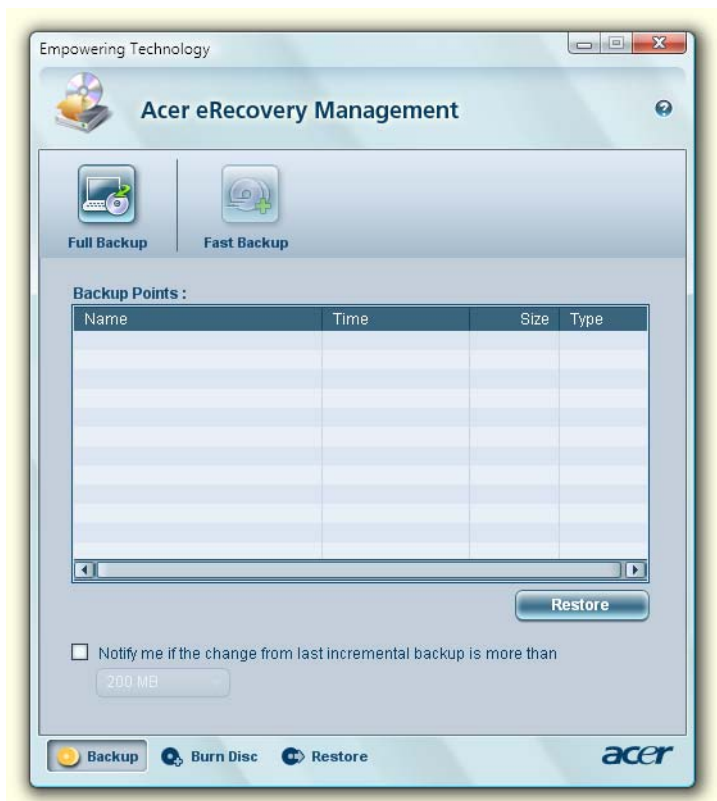 Empowering Technology
Acer eRecovery Management
Full Backup
Fast Backup
Backup Points :
Name Time Size Type
Restore
Notify me if the change from last incremental backup is more than
200 MB
Backup Burn Disc Restore acer